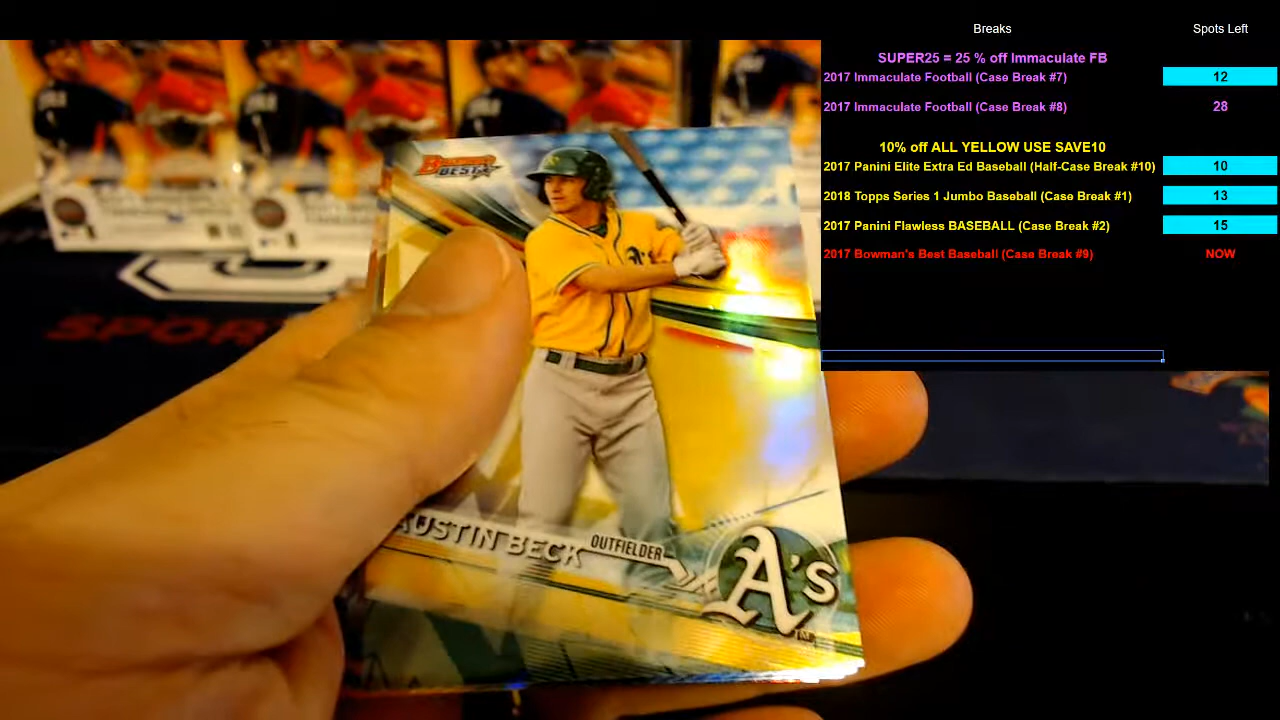 Breaks Spots Left
SUPER25 = 25 % off Immaculate FB
2017 Immaculate Football (Case Break #7) 12
2017 Immaculate Football (Case Break #8) 28
10% off ALL YELLOW USE SAVE10
2017 Panini Elite Extra Ed Baseball (Half-Case Break #10) 10
2018 Topps Series 1 Jumbo Baseball (Case Break #1) 13
2017 Panini Flawless BASEBALL (Case Break #2) 15
2017 Bowman's Best Baseball (Case Break #9) NOW
BOWMAN'S
BEST
A's
AUSTIN BECK OUTFIELDER
A's
TM